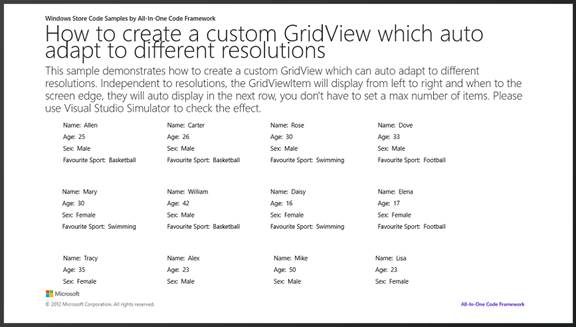 Windows Store Code Samples by All-In-One Code Framework
How to create a custom GridView which auto
adapt to different resolutions
This sample demonstrates how to create a custom GridView which can auto adapt to different
resolutions. Independent to resolutions, the GridViewItem will display from left to right and when to the
screen edge, they will auto display in the next row, you don't have to set a max number of items. Please
use Visual Studio Simulator to check the effect.
Name: Allen Name: Carter Name: Rose Name: Dove
Age: 25 Age: 26 Age: 30 Age: 33
Sex: Male Sex: Male Sex: Male Sex: Male
Favourite Sport: Basketball Favourite Sport: Basketball Favourite Sport: Swimming Favourite Sport: Football
Name: Mary Name: William Name: Daisy Name: Elena
Age: 30 Age: 42 Age: 16 Age: 17
Sex: Female Sex: Male Sex: Female Sex: Female
Favourite Sport: Swimming Favourite Sport: Basketball Favourite Sport: Swimming Favourite Sport: Football
Name: Tracy Name: Alex Name: Mike Name: Lisa
Age: 35 Age: 23 Age: 50 Age: 23
Sex: Female Sex: Male Sex: Male Sex: Female
Microsoft
© 2012 Microsoft Corporation. All rights reserved. All-In-One Code Framework